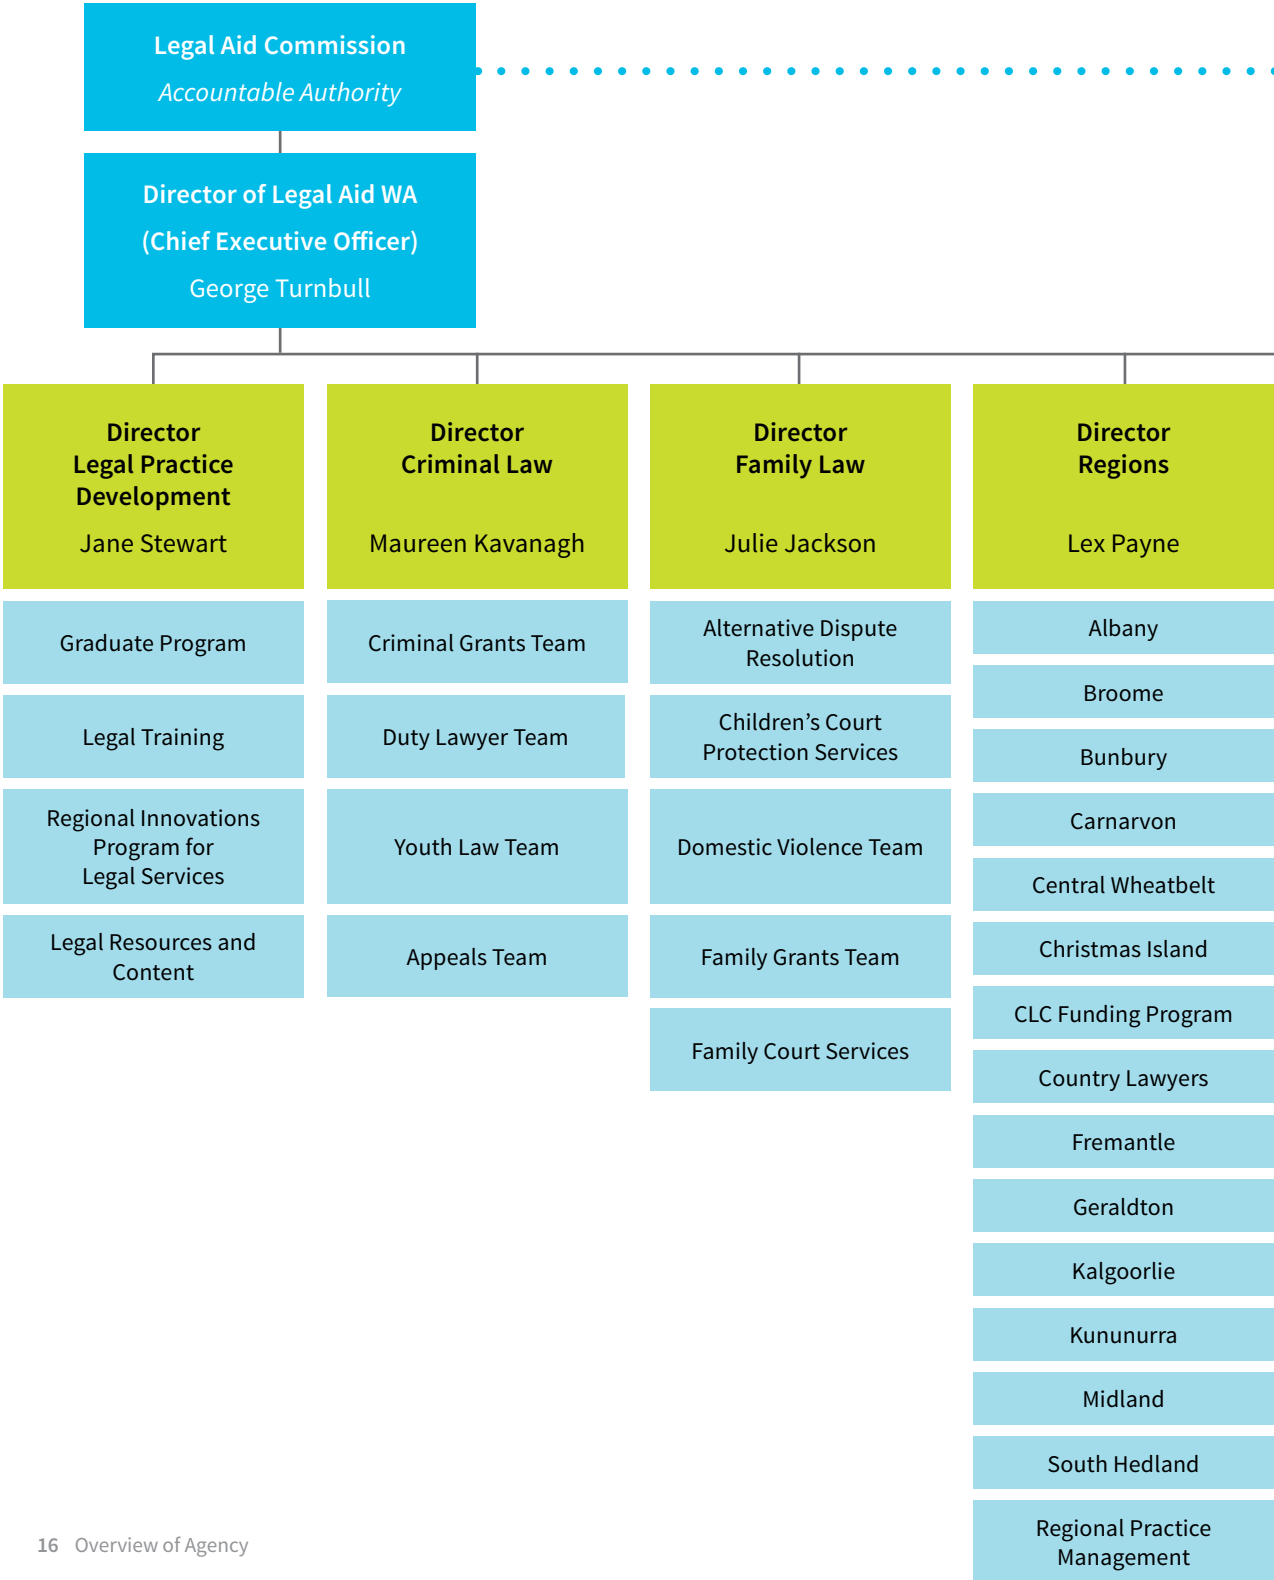 Legal Aid Commission
Accountable Authority
Director of Legal Aid WA
(Chief Executive Officer)
George Turnbull
Director
Legal Practice
Development
Jane Stewart
Graduate Program
Legal Training
Regional Innovations
Program for
Legal Services
Legal Resources and
Content
Director
Criminal Law
Maureen Kavanagh
Criminal Grants Team
Duty Lawyer Team
Youth Law Team
Appeals Team
Director
Family Law
Julie Jackson
Alternative Dispute
Resolution
Children’s Court
Protection Services
Domestic Violence Team
Family Grants Team
Family Court Services
Director
Regions
Lex Payne
Albany
Broome
Bunbury
Carnarvon
Central Wheatbelt
Christmas Island
CLC Funding Program
Country Lawyers
Fremantle
Geraldton
Kalgoorlie
Kununurra
Midland
South Hedland
Regional Practice
Management
16 Overview of Agency